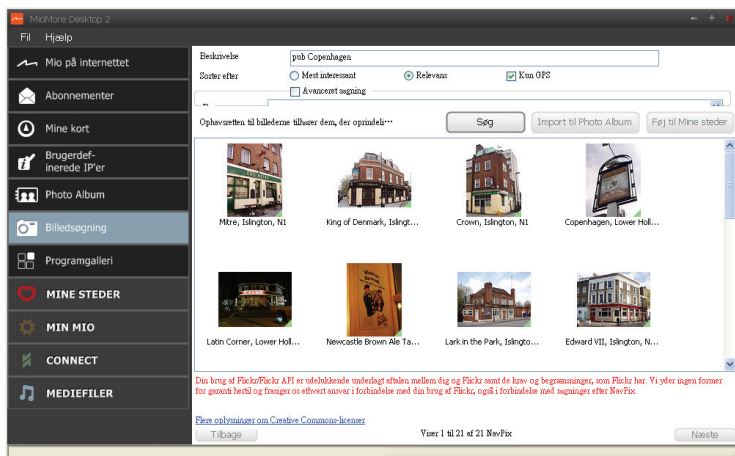 MioMore Desktop 2
Fil Hjælp
Mio på internettet
Abonnementer
Mine kort
Brugerdef-
inerede IP'er
Photo Album
Billedsøgning
Programgalleri
MINE STEDER
MIN MIO
CONNECT
MEDIEFILER
Beskrivelse pub Copenhagen
Sorter efter Mest interessant Relevans Kun GPS
Avanceret søgning
Ophavsretten til billederne tilhører dem, der oprindeli...
Søg Import til Photo Album Føj til Mine steder
Mitre, Islington, N1 King of Denmark, Islingt... Crown, Islington, N1 Copenhagen, Lower Holl...
Latin Corner, Lower Holl... Newcastle Brown Ale Ta... Lark in the Park, Islingto... Edward VII, Islington, N...
Din brug af Flickr/Flickr API er udelukkende underlagt aftalen mellem dig og Flickr samt de krav og begrænsninger, som Flickr har. Vi yder ingen former
for garanti hertil og frasiger os ethvert ansvar i forbindelse med din brug af Flickr, også i forbindelse med søgninger efter NavPix.
Flere oplysninger om Creative Commons-licenser
Tilbage Viser 1 til 21 af 21 NavPix Næste